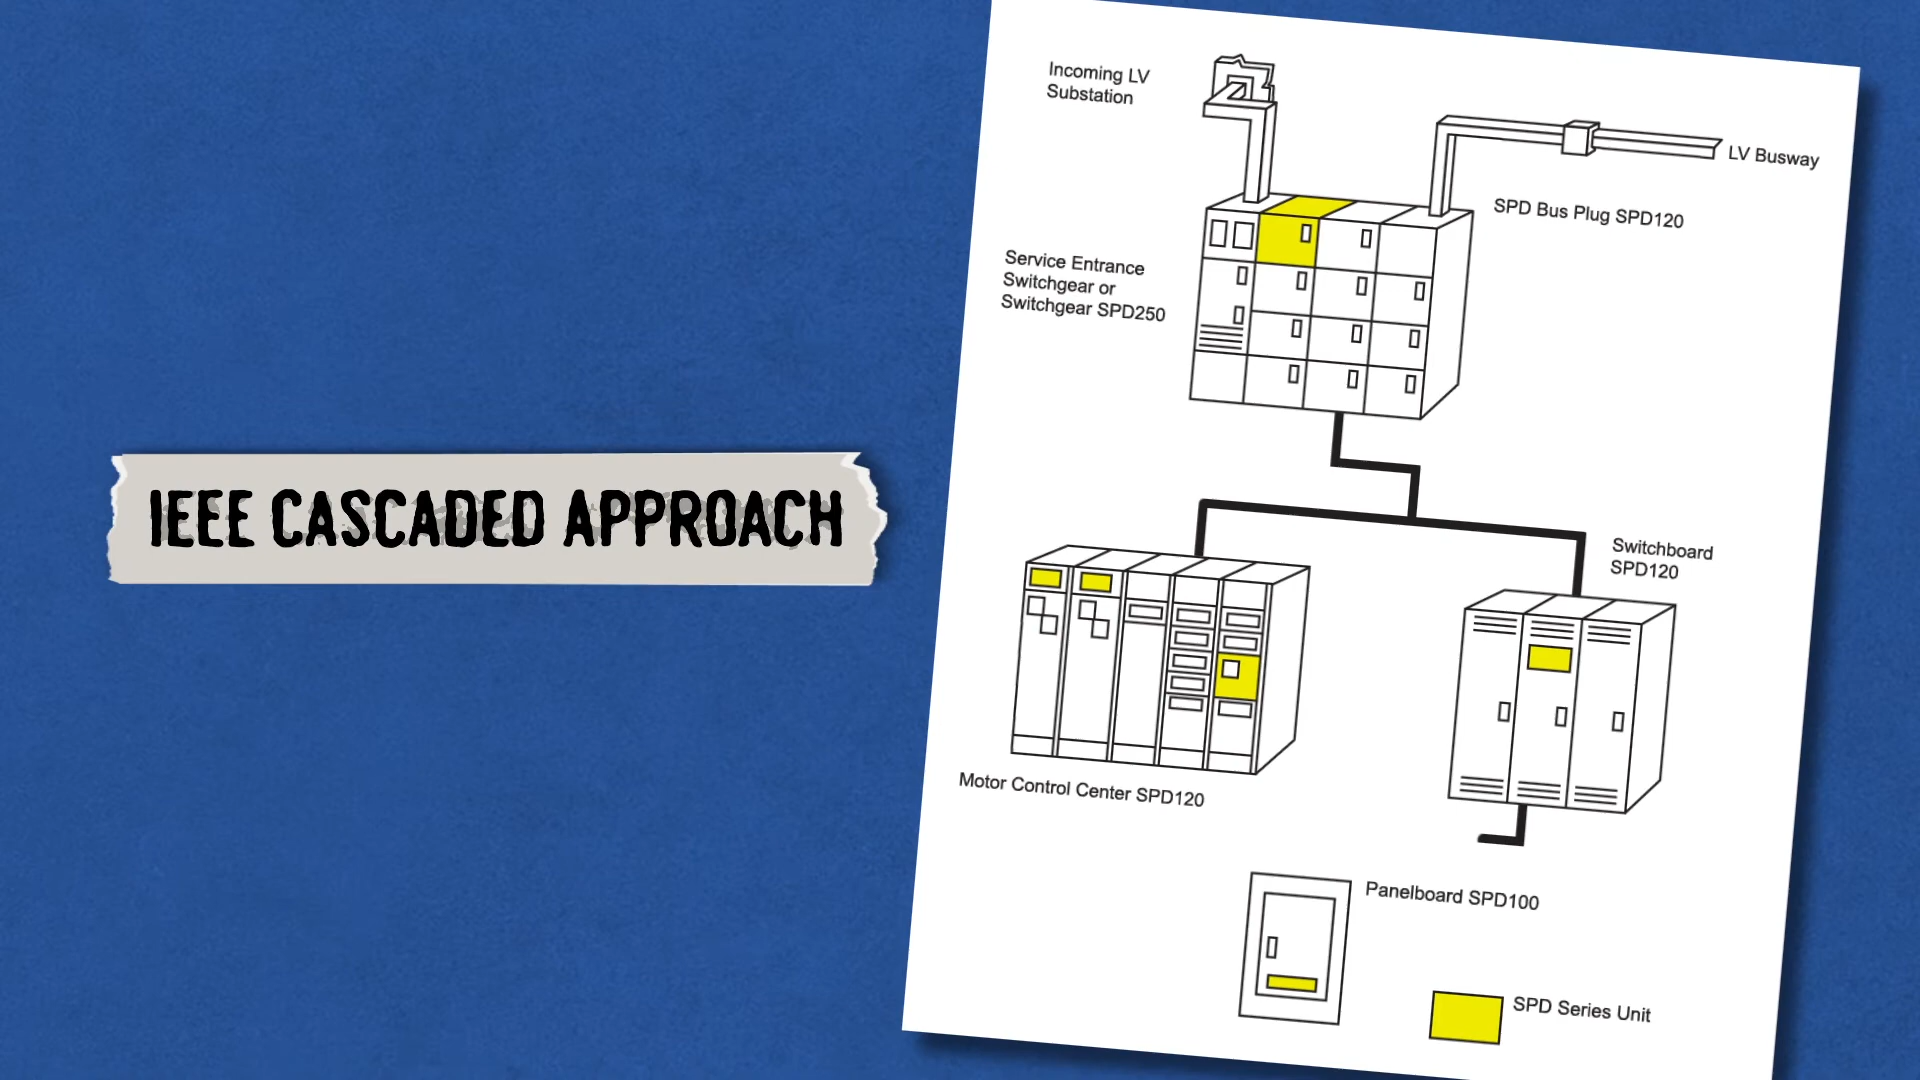 IEEE CASCADED APPROACH
Incoming LV
Substation
LV Busway
SPD Bus Plug SPD120
Service Entrance
Switchgear or
Switchgear SPD250
Switchboard
SPD120
Motor Control Center SPD120
Panelboard SPD100
SPD Series Unit